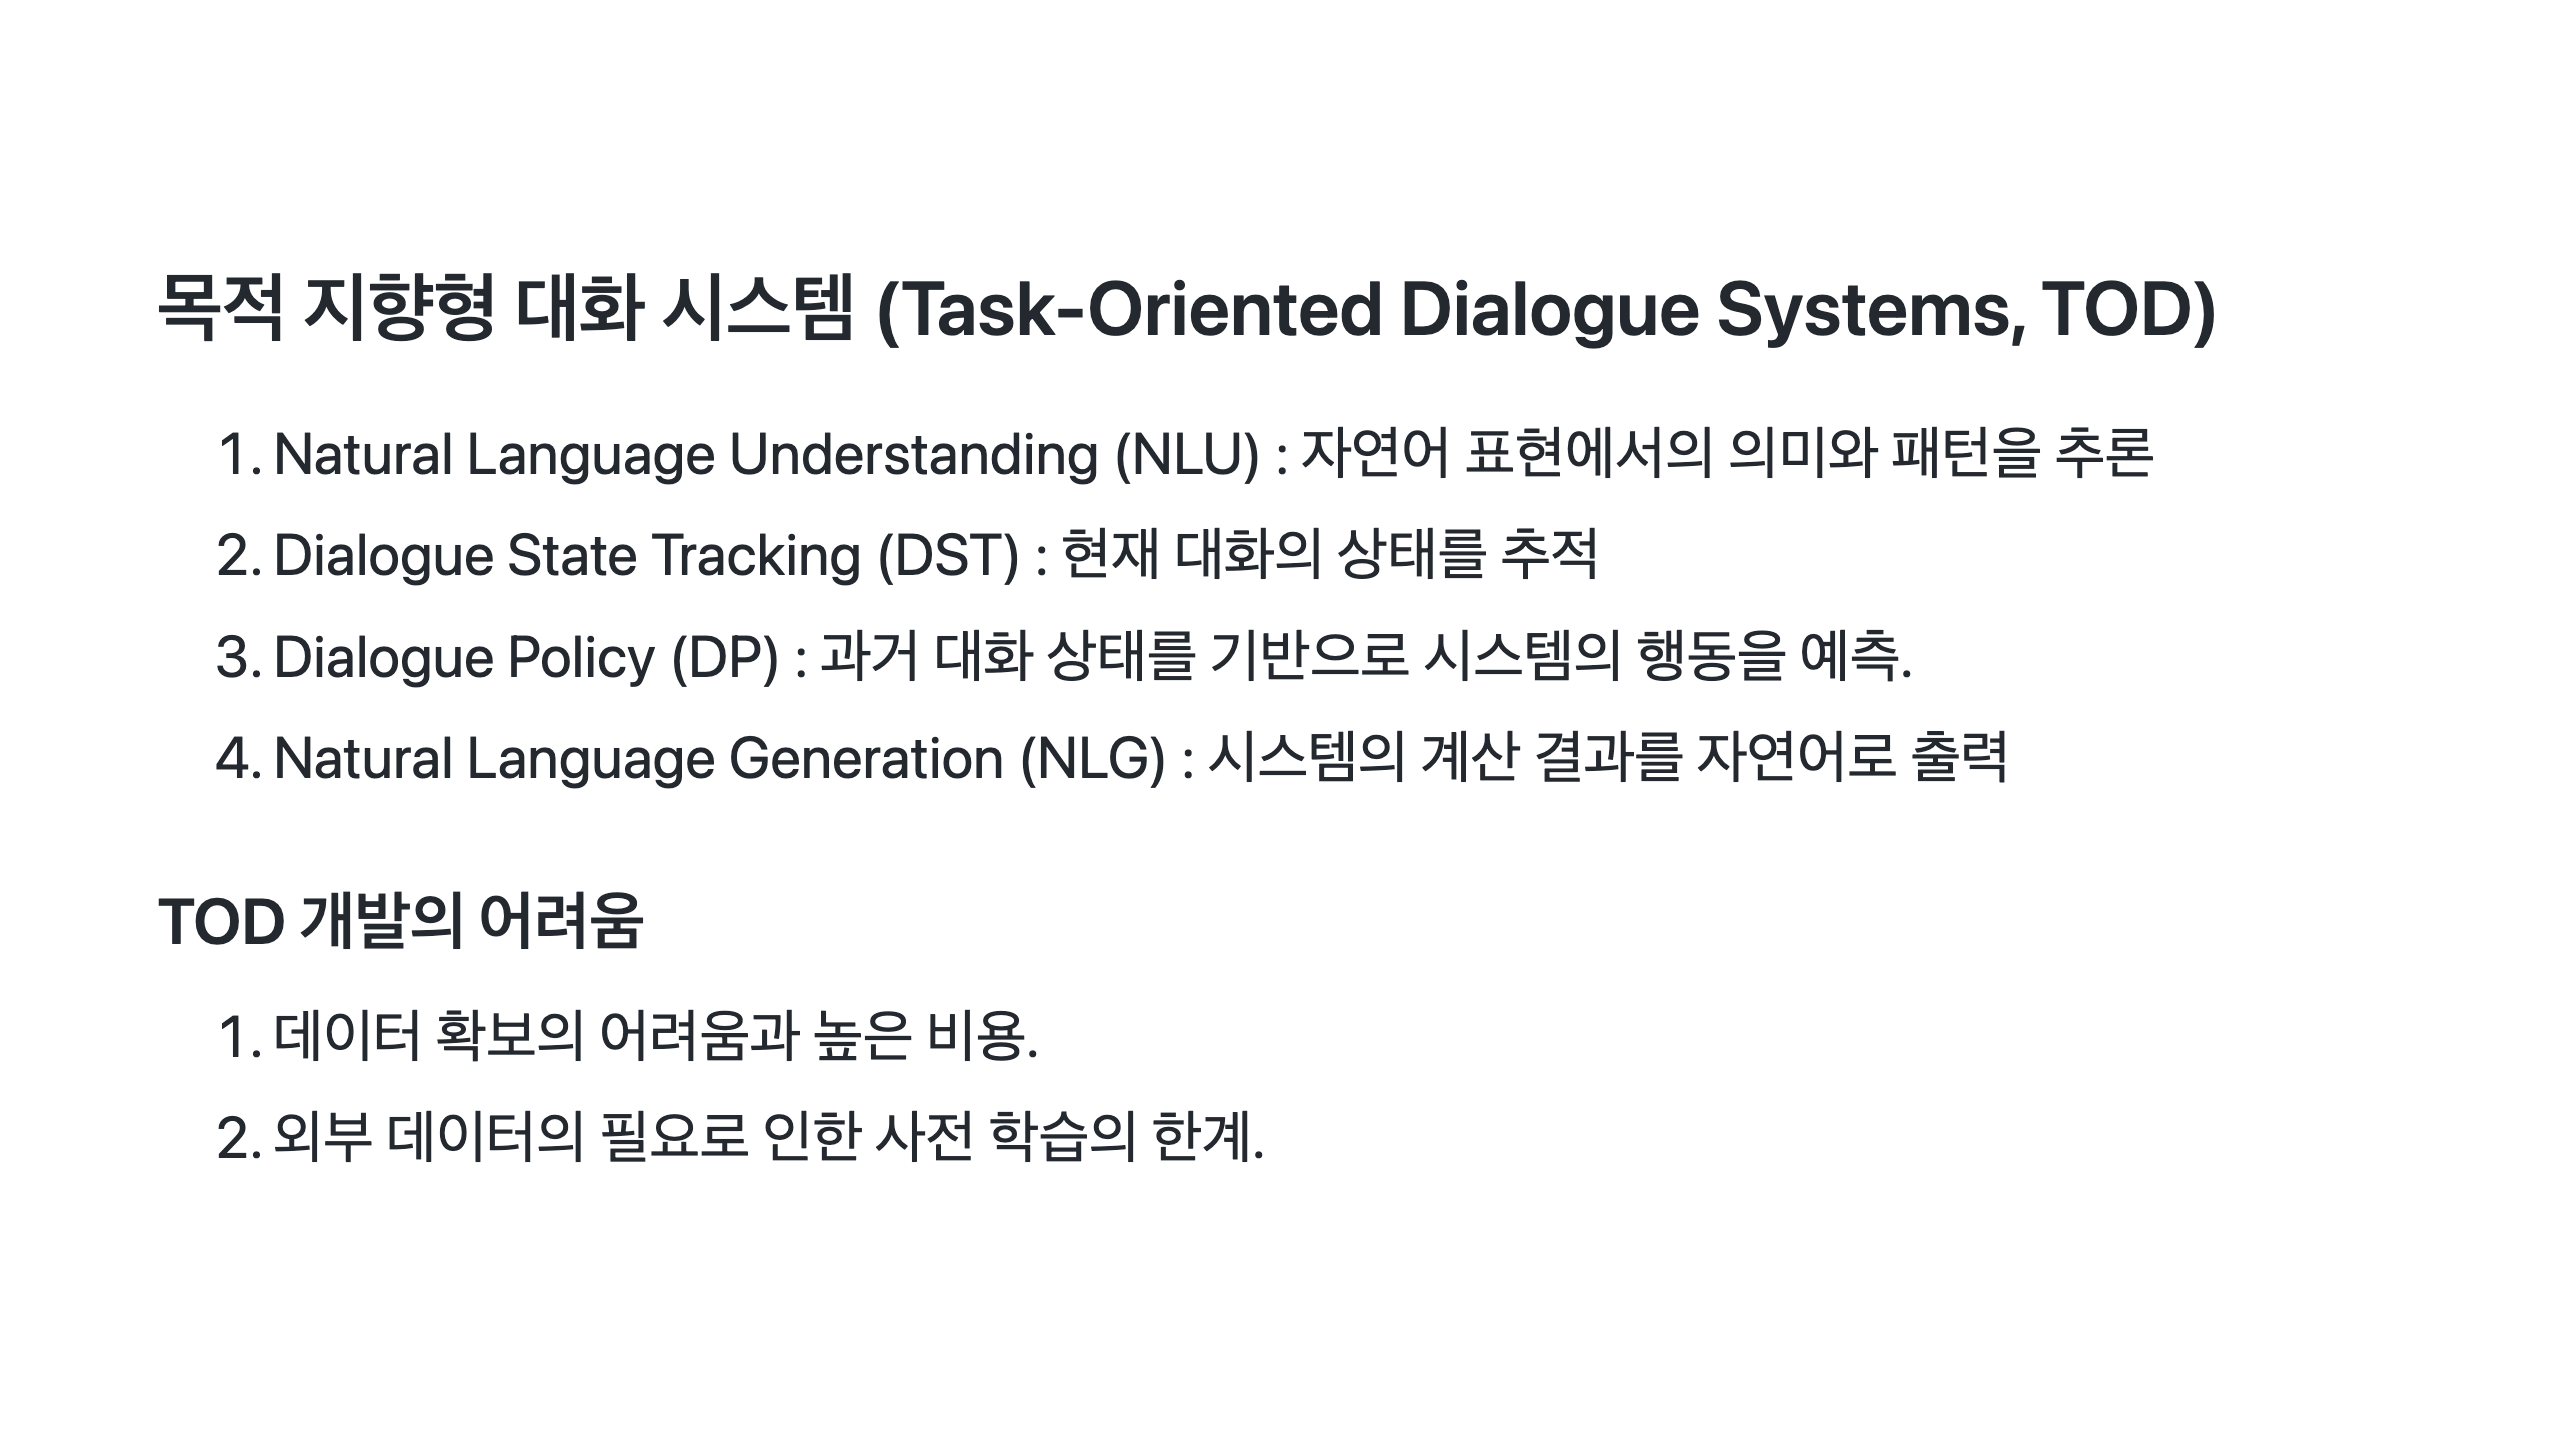 목적 지향형 대화 시스템 (Task-Oriented Dialogue Systems, TOD)
1. Natural Language Understanding (NLU) : 자연어 표현에서의 의미와 패턴을 추론
2. Dialogue State Tracking (DST) : 현재 대화의 상태를 추적
3. Dialogue Policy (DP) : 과거 대화 상태를 기반으로 시스템의 행동을 예측.
4. Natural Language Generation (NLG) : 시스템의 계산 결과를 자연어로 출력
TOD 개발의 어려움
1. 데이터 확보의 어려움과 높은 비용.
2. 외부 데이터의 필요로 인한 사전 학습의 한계.